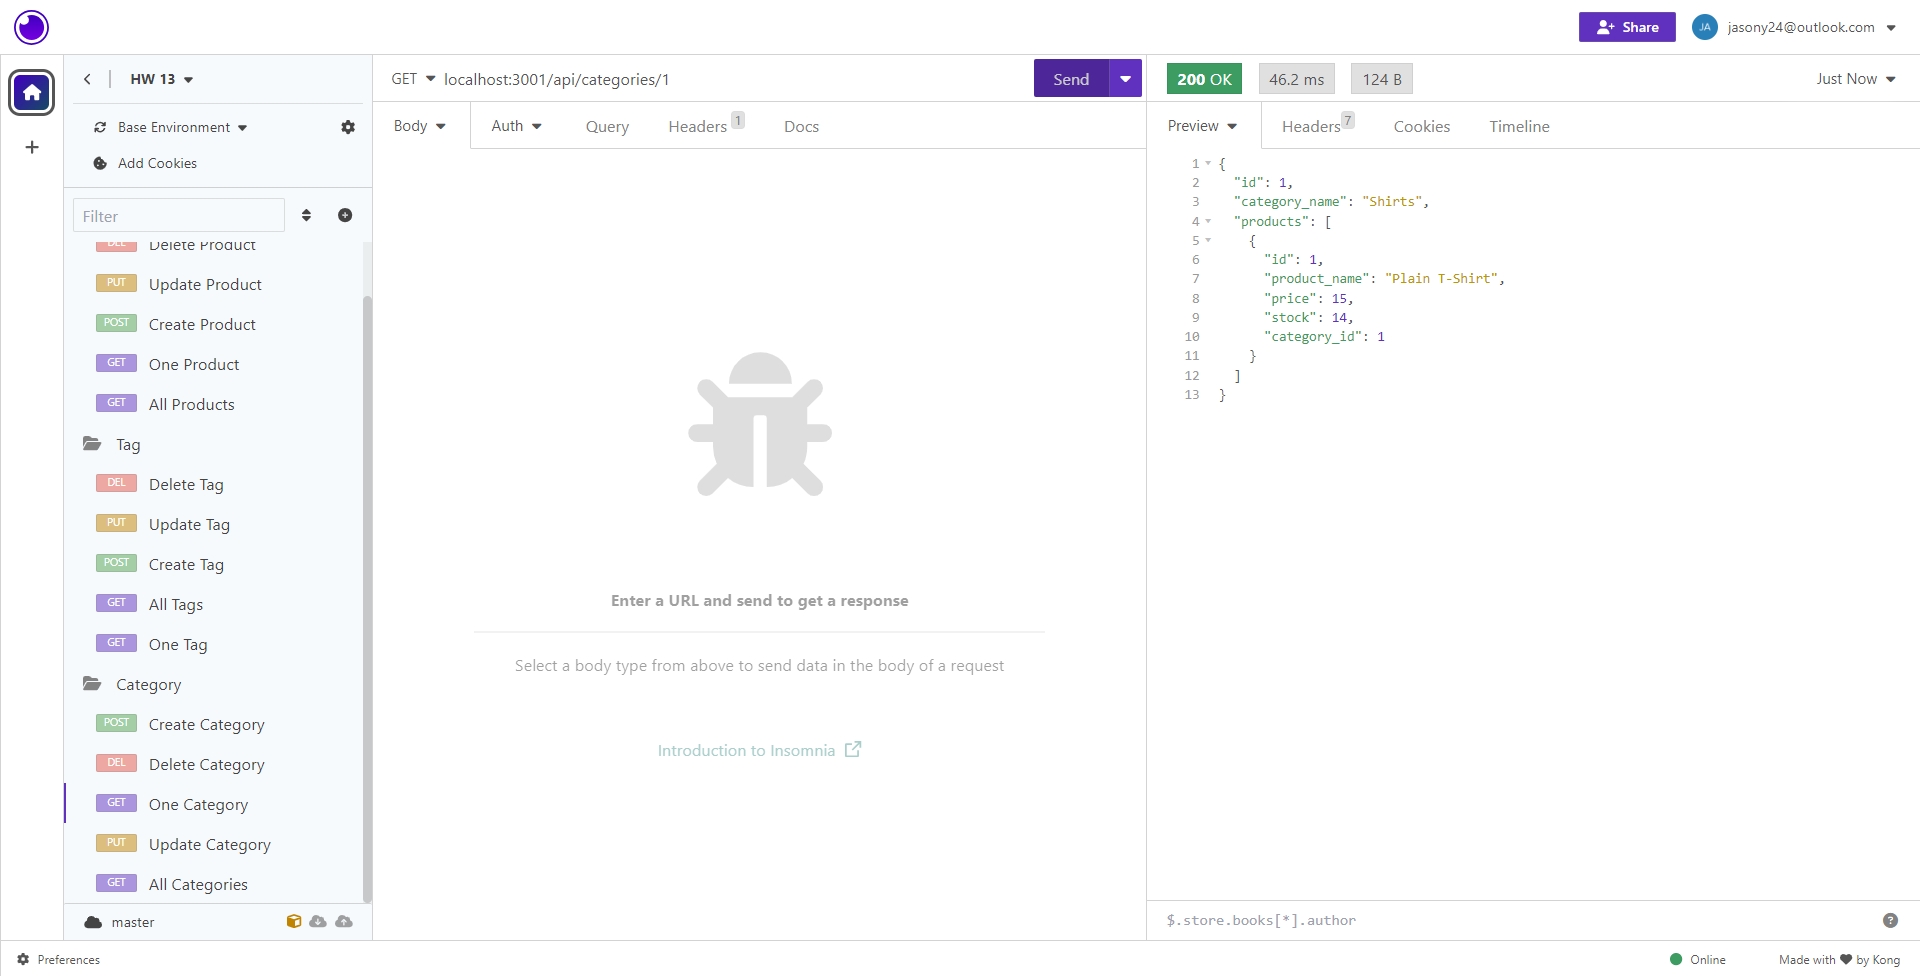 Share
JA
jasony24@outlook.com
HW 13
Base Environment
Add Cookies
Filter
DEL Delete Product
PUT Update Product
POST Create Product
GET One Product
GET All Products
Tag
DEL Delete Tag
PUT Update Tag
POST Create Tag
GET All Tags
GET One Tag
Category
POST Create Category
DEL Delete Category
GET One Category
PUT Update Category
GET All Categories
master
GET localhost:3001/api/categories/1
Send
Body
Auth
Query
Headers 1
Docs
Enter a URL and send to get a response
Select a body type from above to send data in the body of a request
Introduction to Insomnia
200 OK
46.2 ms
124 B
Just Now
Preview
Headers 7
Cookies
Timeline
1 {
2 "id": 1,
3 "category_name": "Shirts",
4 "products": [
5 {
6 "id": 1,
7 "product_name": "Plain T-Shirt",
8 "price": 15,
9 "stock": 14,
10 "category_id": 1
11 }
12 ]
13 }
$.store.books[*].author
Preferences
Online
Made with ♥ by Kong